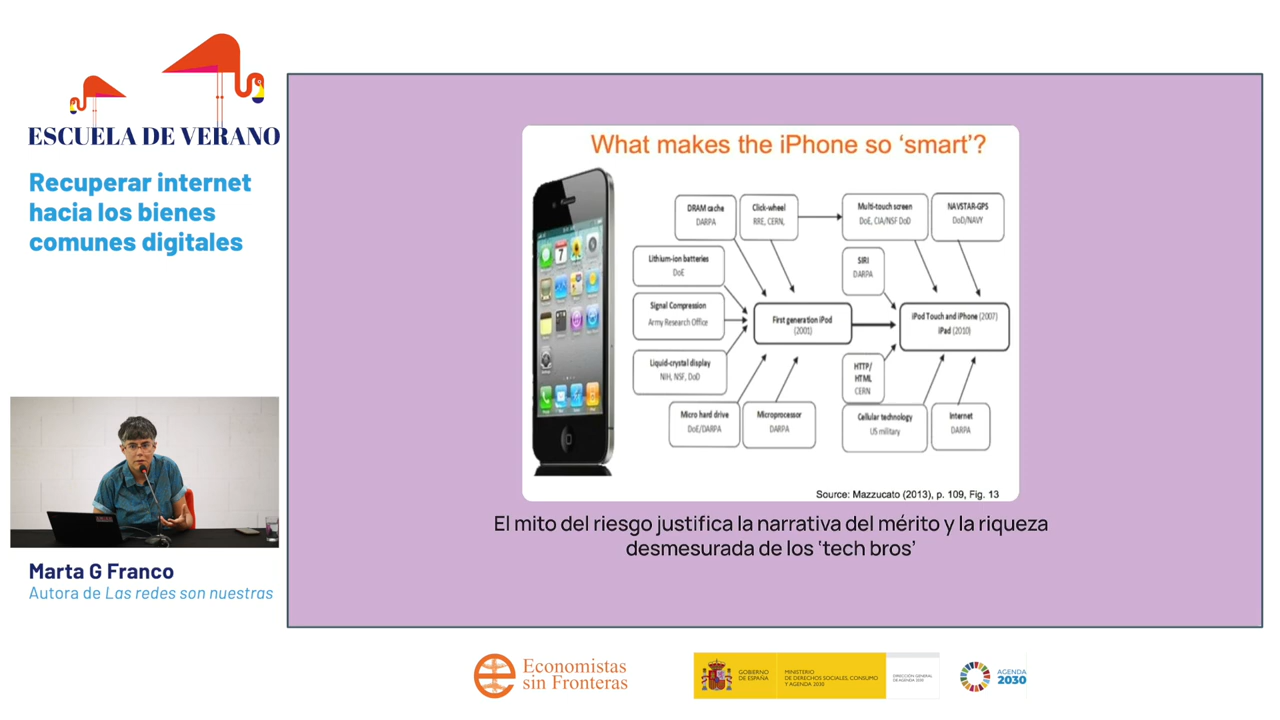 ESCUELA DE VERANO
Recuperar internet
hacia los bienes
comunes digitales
What makes the iPhone so ‘smart’?
DRAM cache
DARPA
Click-wheel
RRE, CERN,
Multi-touch screen
DoE, CIA/NSF DoD
NAVSTAR-GPS
DoD/NAVY
Lithium-ion batteries
DoE
SIRI
DARPA
Signal Compression
Army Research Office
First generation iPod
(2001)
iPod Touch and iPhone (2007)
iPad (2010)
Liquid-crystal display
NIH, NSF, DoD
HTTP/
HTML
CERN
Micro hard drive
DoE/DARPA
Microprocessor
DARPA
Cellular technology
US military
Internet
DARPA
Source: Mazzucato (2013), p. 109, Fig. 13
El mito del riesgo justifica la narrativa del mérito y la riqueza
desmesurada de los ‘tech bros’
Marta G Franco
Autora de Las redes son nuestras
Economistas
sin Fronteras
GOBIERNO
DE ESPAÑA
MINISTERIO
DE DERECHOS SOCIALES, CONSUMO
Y AGENDA 2030
DIRECCIÓN GENERAL
DE AGENDA 2030
AGENDA
2030